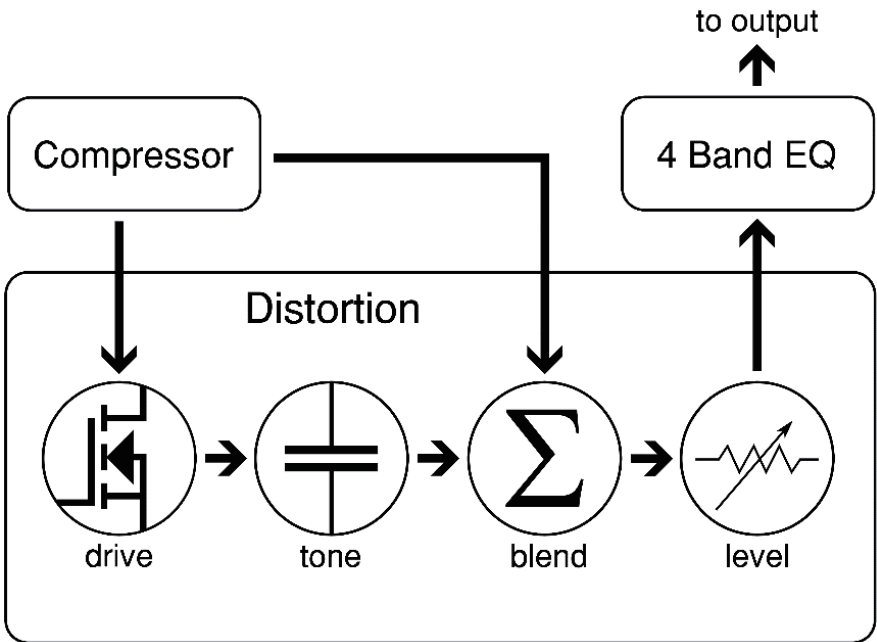 to output
Compressor
4 Band EQ
Distortion
Σ
drive
tone
blend
level